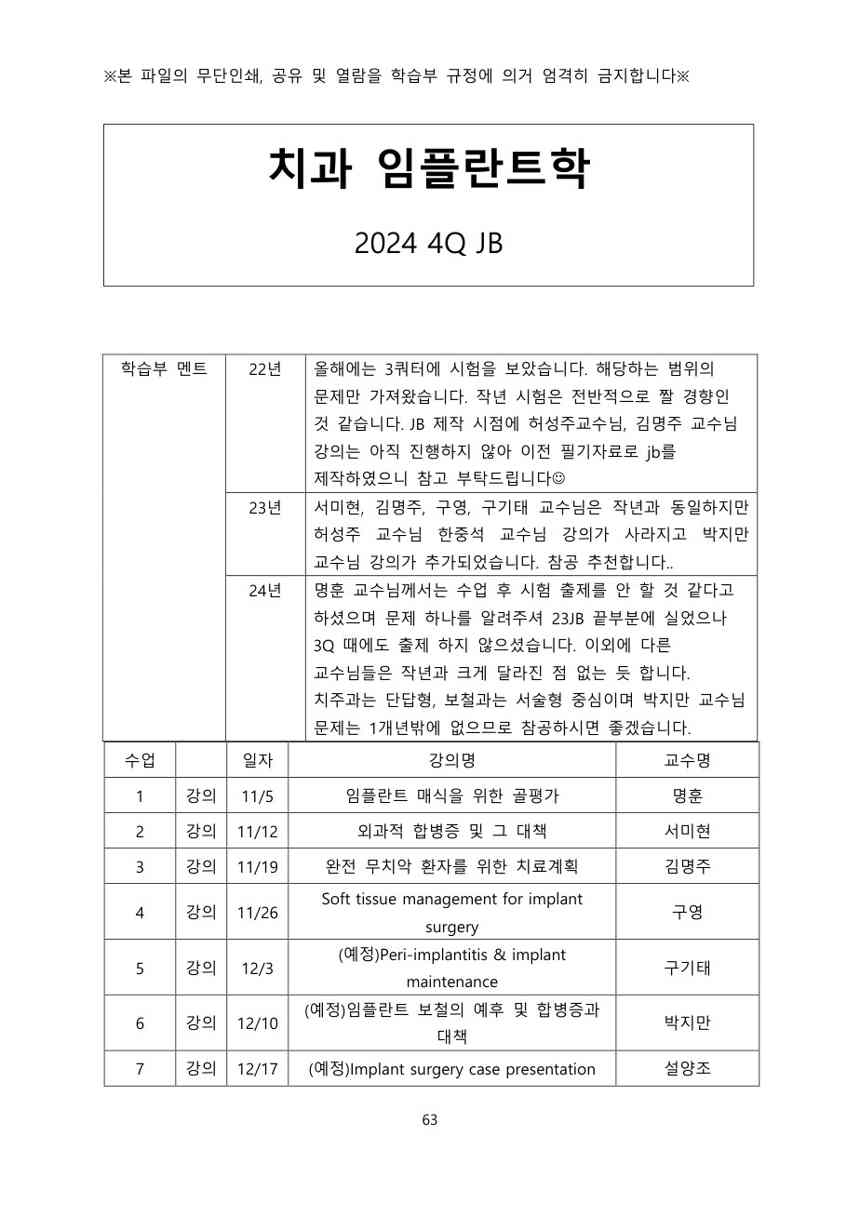 ※본 파일의 무단인쇄, 공유 및 열람을 학습부 규정에 의거 엄격히 금지합니다※
치과 임플란트학
2024 4Q JB
학습부 멘트 22년 올해에는 3쿼터에 시험을 보았습니다. 해당하는 범위의
문제만 가져왔습니다. 작년 시험은 전반적으로 짤 경향인
것 같습니다. JB 제작 시점에 허성주교수님, 김명주 교수님
강의는 아직 진행하지 않아 이전 필기자료로 jb를
제작하였으니 참고 부탁드립니다☺
23년 서미현, 김명주, 구영, 구기태 교수님은 작년과 동일하지만
허성주 교수님 한중석 교수님 강의가 사라지고 박지만
교수님 강의가 추가되었습니다. 참공 추천합니다..
24년 명훈 교수님께서는 수업 후 시험 출제를 안 할 것 같다고
하셨으며 문제 하나를 알려주셔 23JB 끝부분에 실었으나
3Q 때에도 출제 하지 않으셨습니다. 이외에 다른
교수님들은 작년과 크게 달라진 점 없는 듯 합니다.
치주과는 단답형, 보철과는 서술형 중심이며 박지만 교수님
문제는 1개년밖에 없으므로 참공하시면 좋겠습니다.
수업 일자 강의명 교수명
1 강의 11/5 임플란트 매식을 위한 골평가 명훈
2 강의 11/12 외과적 합병증 및 그 대책 서미현
3 강의 11/19 완전 무치악 환자를 위한 치료계획 김명주
4 강의 11/26 Soft tissue management for implant
surgery 구영
5 강의 12/3 (예정)Peri-implantitis & implant
maintenance 구기태
6 강의 12/10 (예정)임플란트 보철의 예후 및 합병증과
대책 박지만
7 강의 12/17 (예정)Implant surgery case presentation 설양조
63